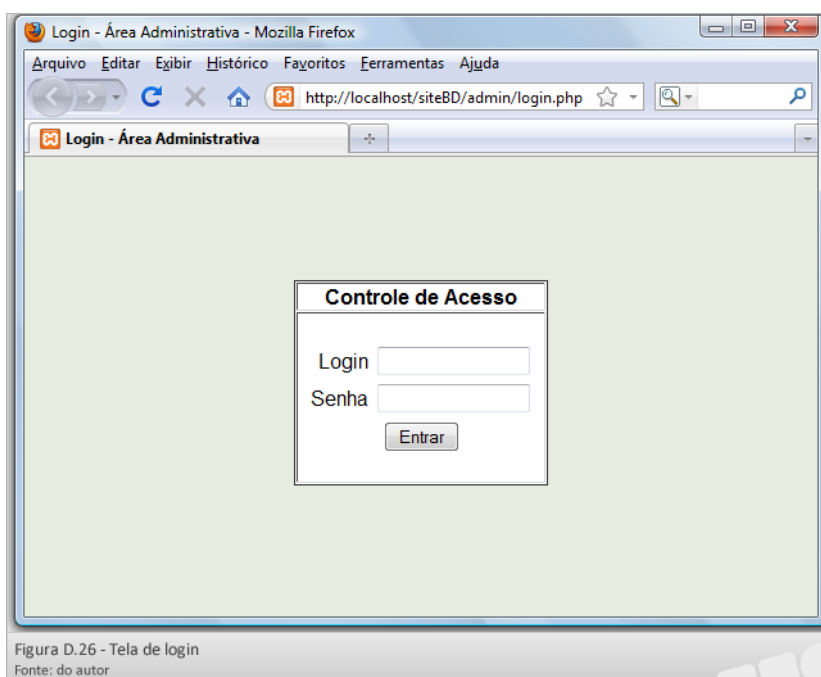 Login - Área Administrativa - Mozilla Firefox
Arquivo Editar Exibir Histórico Favoritos Ferramentas Ajuda
http://localhost/siteBD/admin/login.php
Login - Área Administrativa
Controle de Acesso
Login
Senha
Entrar
Figura D.26 - Tela de login
Fonte: do autor